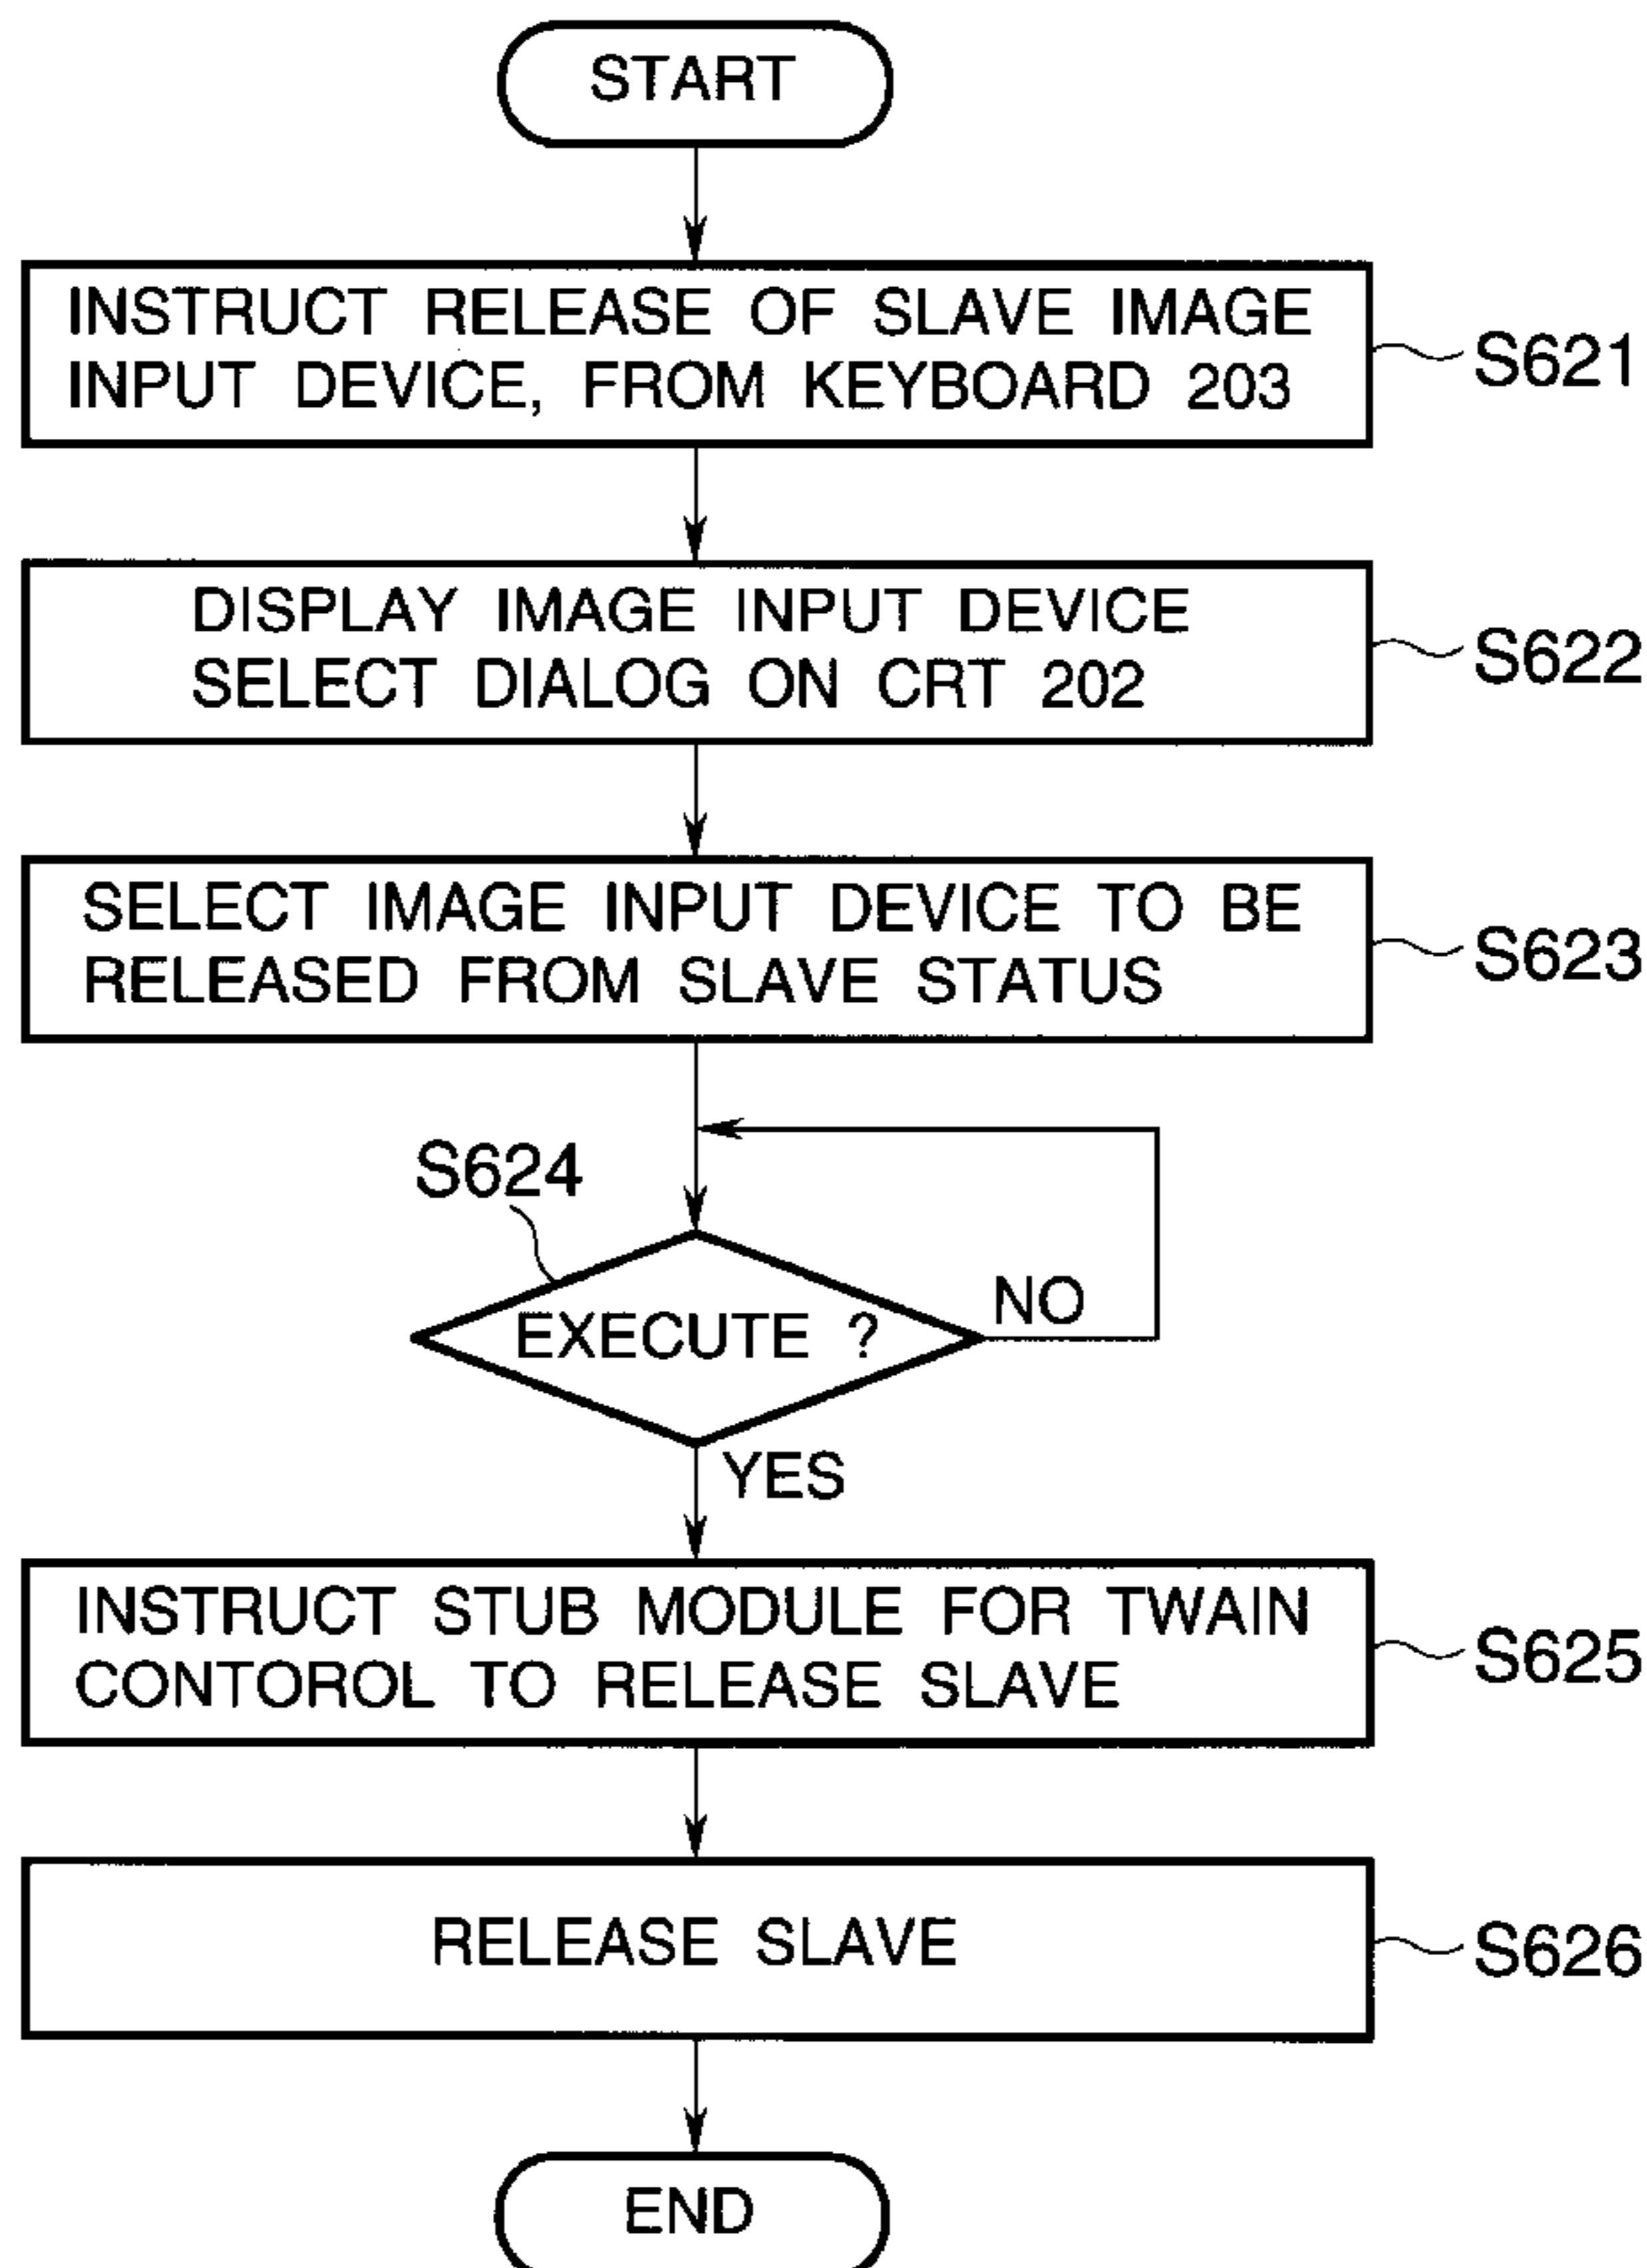 START
INSTRUCT RELEASE OF SLAVE IMAGE
INPUT DEVICE, FROM KEYBOARD 203
S621
DISPLAY IMAGE INPUT DEVICE
SELECT DIALOG ON CRT 202
S622
SELECT IMAGE INPUT DEVICE TO BE
RELEASED FROM SLAVE STATUS
S623
S624
EXECUTE ?
NO
YES
INSTRUCT STUB MODULE FOR TWAIN
CONTOROL TO RELEASE SLAVE
S625
RELEASE SLAVE
S626
END